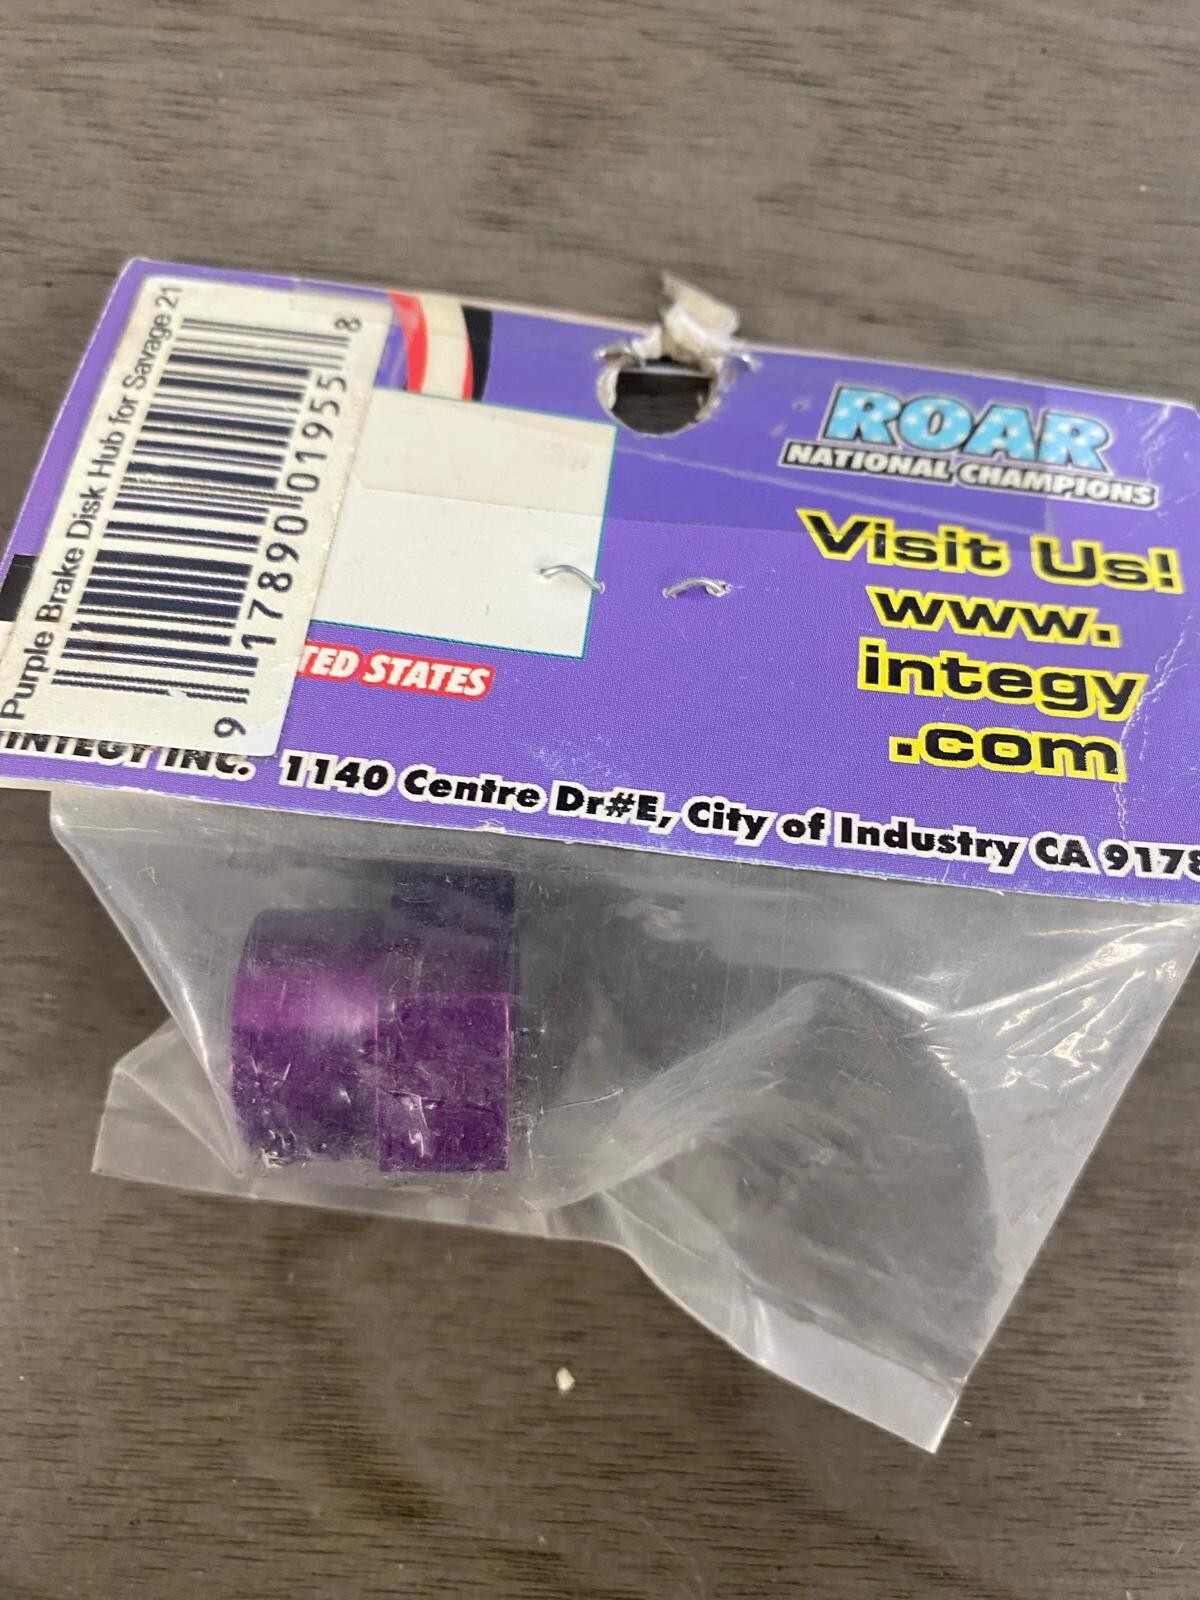 Purple Brake Disk Hub for Savage 21
9 17890 01955 8
ROAR
NATIONAL CHAMPIONS
Visit Us!
www.
integy
.com
TED STATES
INTEGY INC. 1140 Centre Dr#E, City of Industry CA 9178